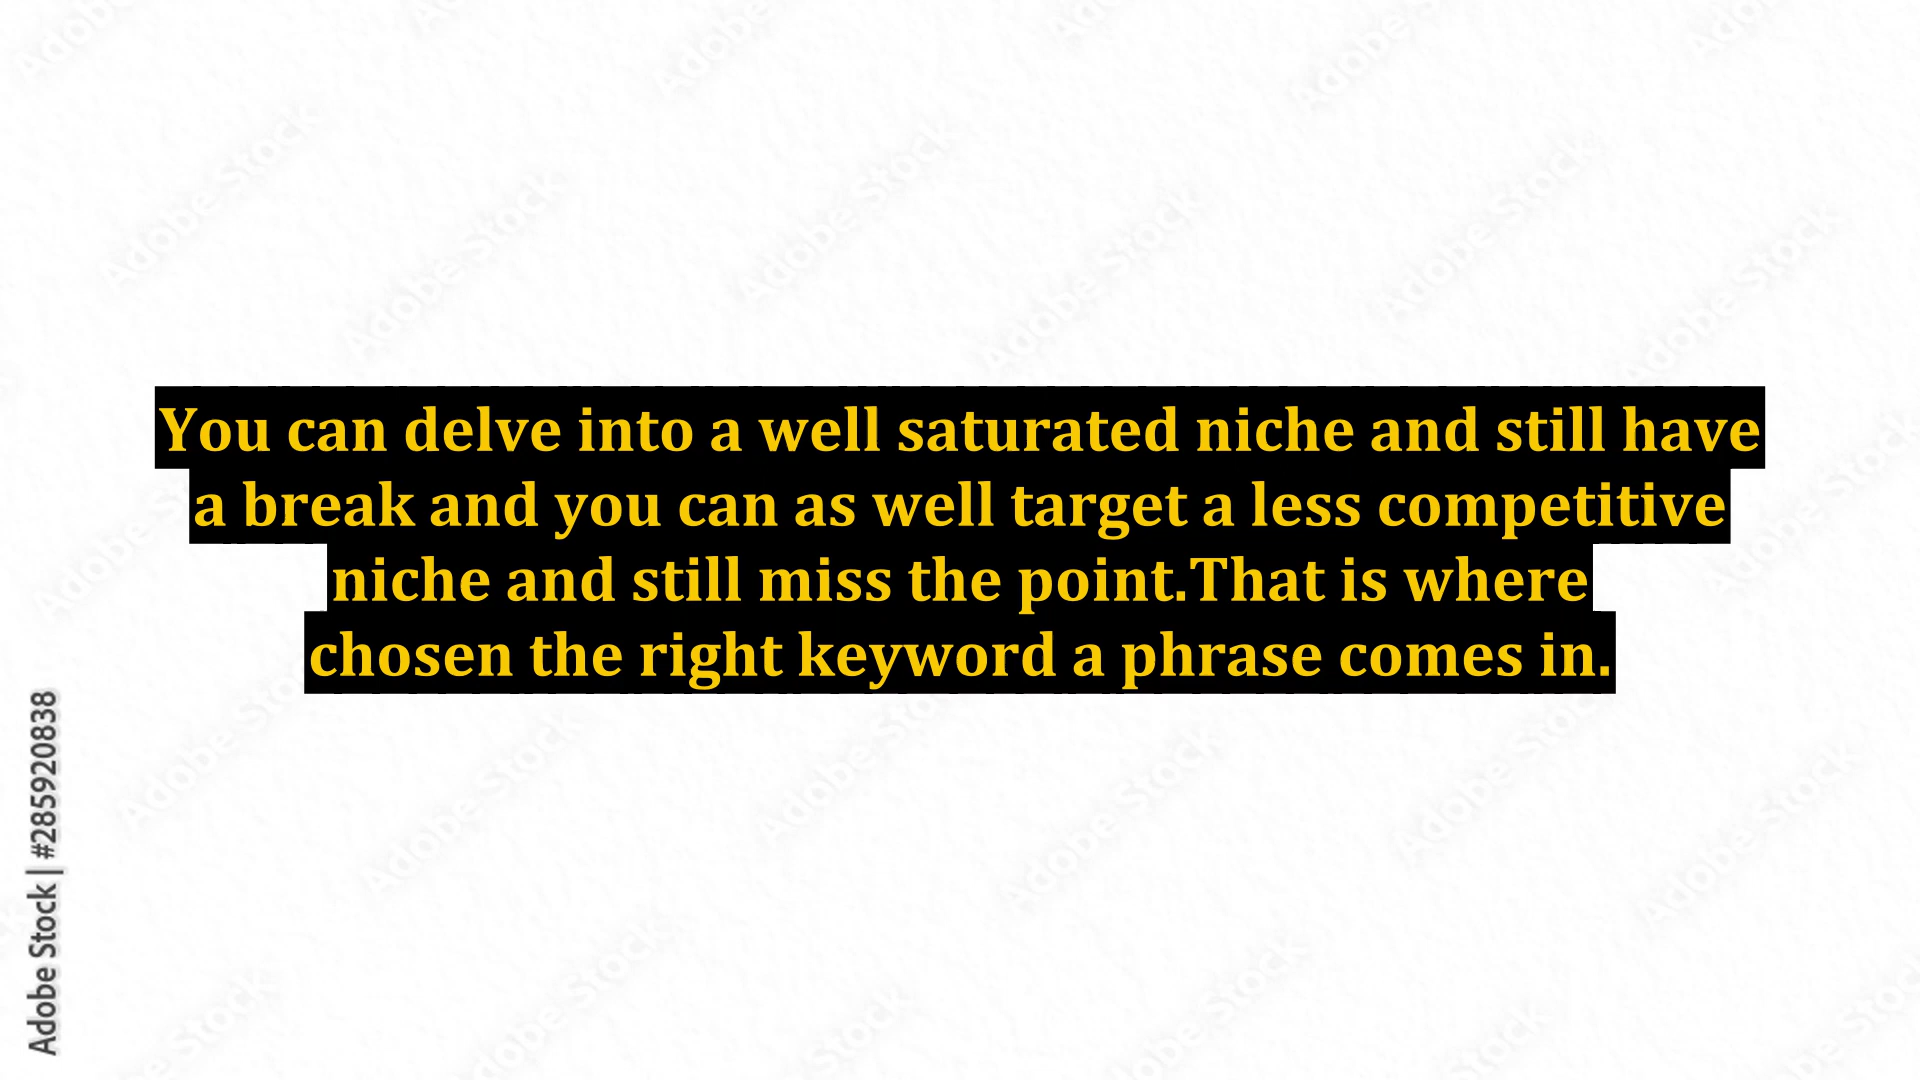 You can delve into a well saturated niche and still have
a break and you can as well target a less competitive
niche and still miss the point.That is where
chosen the right keyword a phrase comes in.
Adobe Stock | #285920838
Adobe Stock